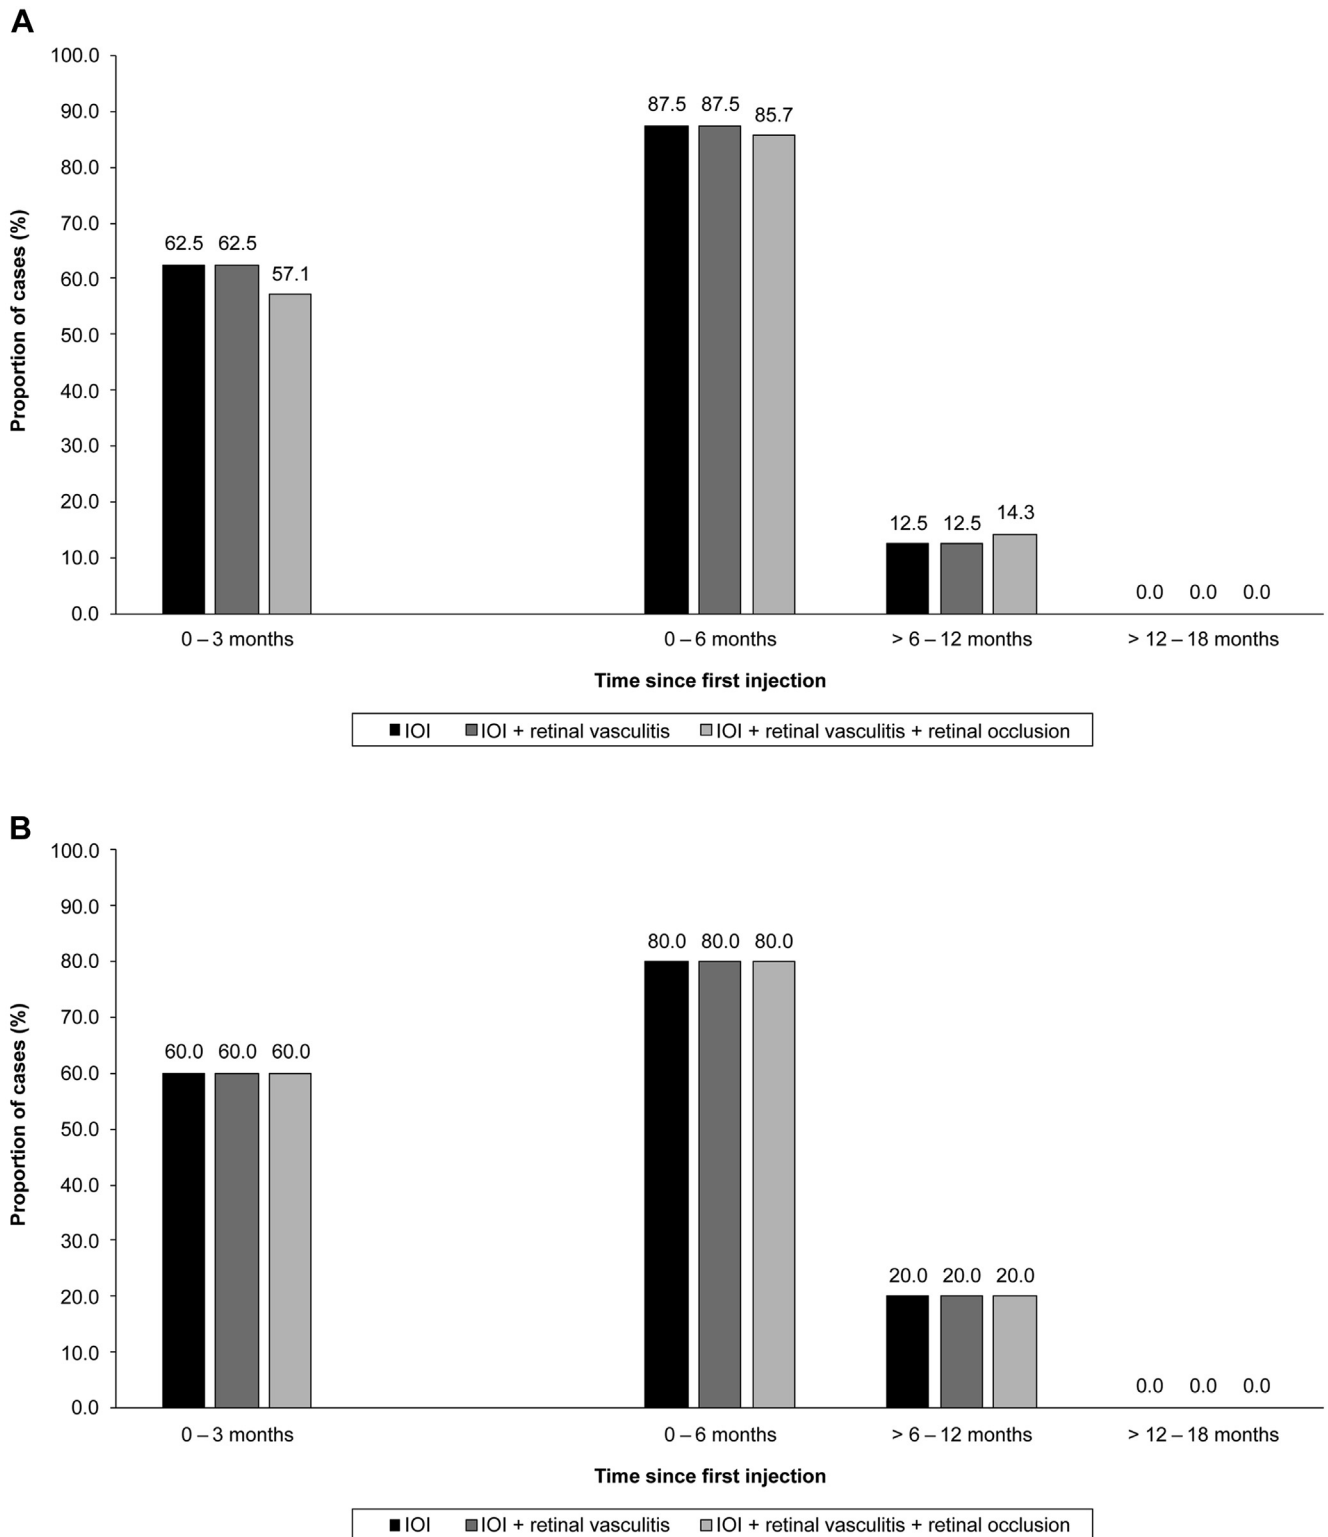 A
100.0
90.0
80.0
70.0
60.0
50.0
40.0
30.0
20.0
10.0
0.0
Proportion of cases (%)
62.5 62.5 57.1
87.5 87.5 85.7
12.5 12.5 14.3
0.0 0.0 0.0
0 – 3 months 0 – 6 months > 6 – 12 months > 12 – 18 months
Time since first injection
IOI IOI + retinal vasculitis IOI + retinal vasculitis + retinal occlusion
B
100.0
90.0
80.0
70.0
60.0
50.0
40.0
30.0
20.0
10.0
0.0
Proportion of cases (%)
60.0 60.0 60.0
80.0 80.0 80.0
20.0 20.0 20.0
0.0 0.0 0.0
0 – 3 months 0 – 6 months > 6 – 12 months > 12 – 18 months
Time since first injection
IOI IOI + retinal vasculitis IOI + retinal vasculitis + retinal occlusion